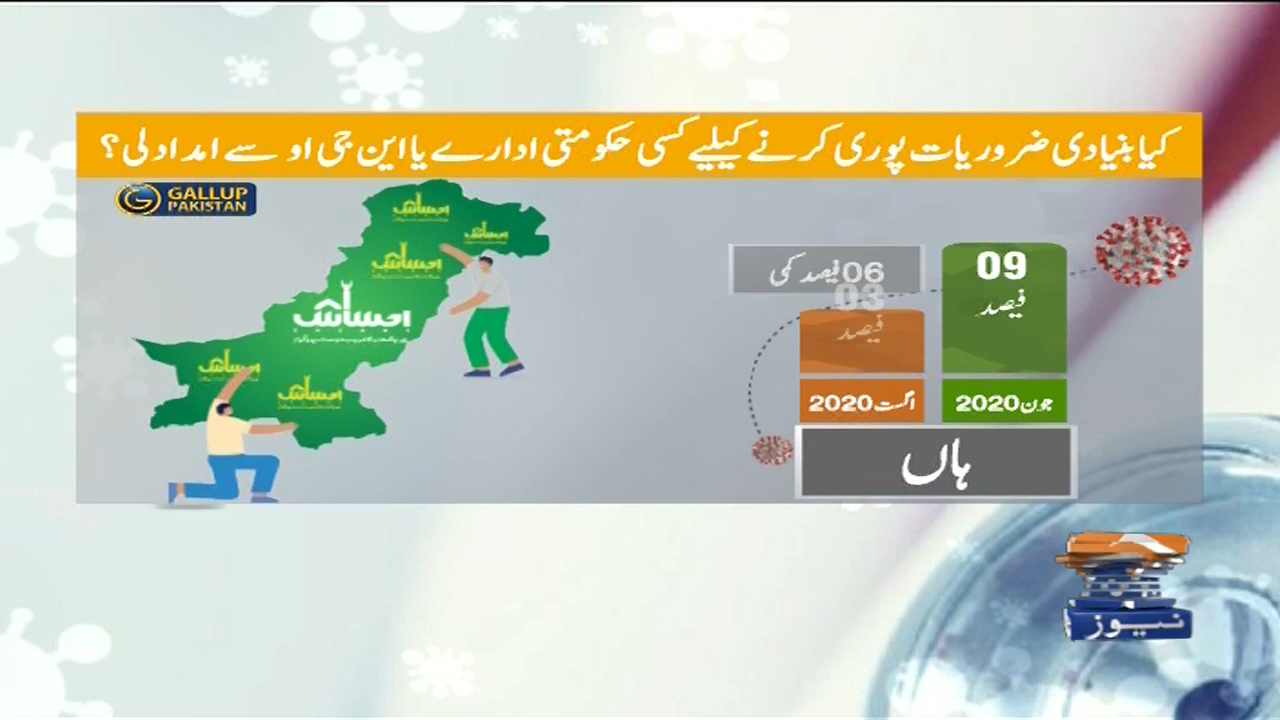 کیا بنیادی ضروریات پوری کرنے کیلیے کسی حکومتی ادارے یا این جی او سے امداد لی؟
GALLUP
PAKISTAN
احساس
احساس
احساس
احساس
احساس
احساس
09
فیصد
06 فیصد کمی
03
فیصد
جون 2020
اگست 2020
ہاں
نیوز